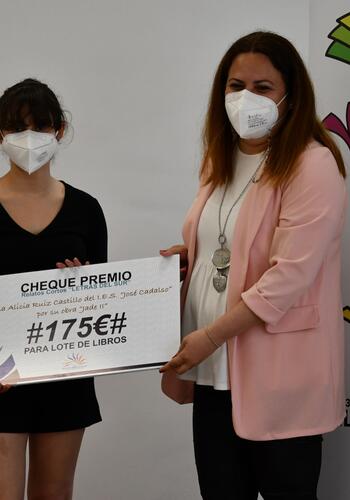 CHEQUE PREMIO
Relatos Cortos "LETRAS DEL SUR"
a Alicia Ruiz Castillo del I.E.S. "José Cadalso"
por su obra "Jade II"
#175€#
PARA LOTE DE LIBROS